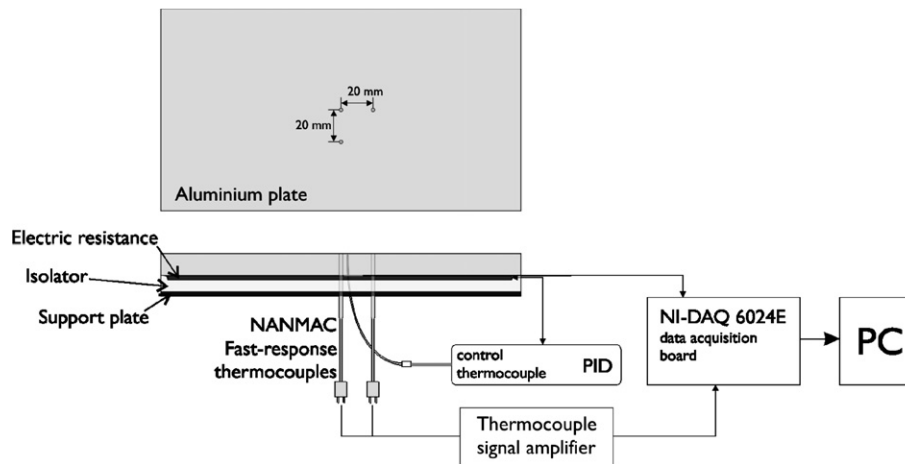 20 mm
20 mm
Aluminium plate
Electric resistance
Isolator
Support plate
NANMAC
Fast-response
thermocouples
control
thermocouple
PID
NI-DAQ 6024E
data acquisition
board
PC
Thermocouple
signal amplifier